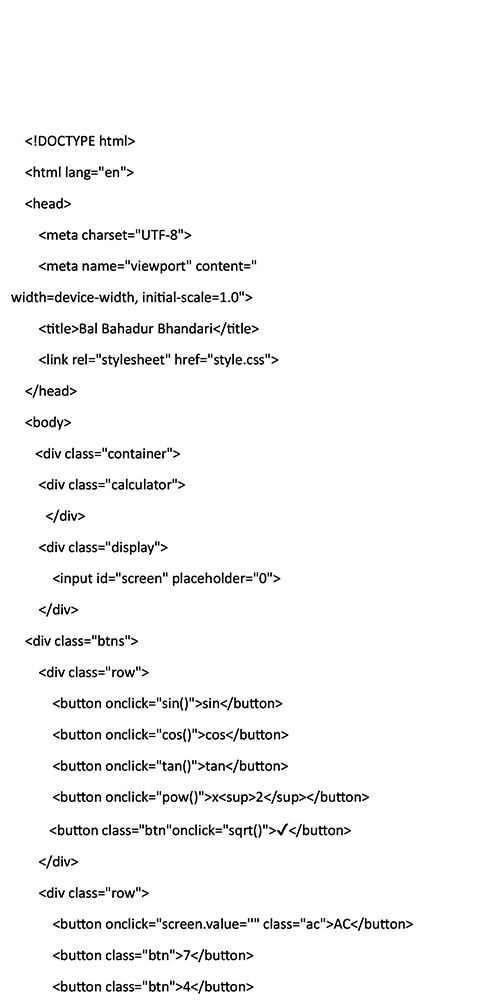 <!DOCTYPE html>
<html lang="en">
<head>
<meta charset="UTF-8">
<meta name="viewport" content="
width=device-width, initial-scale=1.0">
<title>Bal Bahadur Bhandari</title>
<link rel="stylesheet" href="style.css">
</head>
<body>
<div class="container">
<div class="calculator">
</div>
<div class="display">
<input id="screen" placeholder="0">
</div>
<div class="btns">
<div class="row">
<button onclick="sin()">sin</button>
<button onclick="cos()">cos</button>
<button onclick="tan()">tan</button>
<button onclick="pow()">x<sup>2</sup></button>
<button class="btn"onclick="sqrt()">✓</button>
</div>
<div class="row">
<button onclick="screen.value=''" class="ac">AC</button>
<button class="btn">7</button>
<button class="btn">4</button>